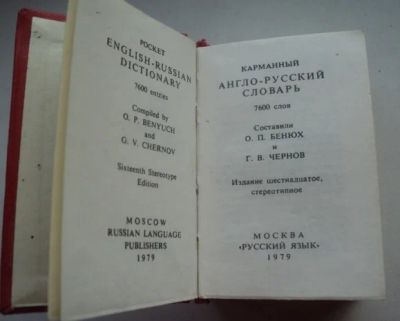 POCKET
ENGLISH-RUSSIAN
DICTIONARY
7600 entries
Compiled by
O. P. BENYUCH
and
G. V. CHERNOV
Sixteenth Stereotype
Edition
MOSCOW
RUSSIAN LANGUAGE
PUBLISHERS
1979
КАРМАННЫЙ
АНГЛО-РУССКИЙ
СЛОВАРЬ
7600 слов
Составили
О. П. БЕНЮХ
и
Г. В. ЧЕРНОВ
Издание шестнадцатое,
стереотипное
МОСКВА
«РУССКИЙ ЯЗЫК»
1979